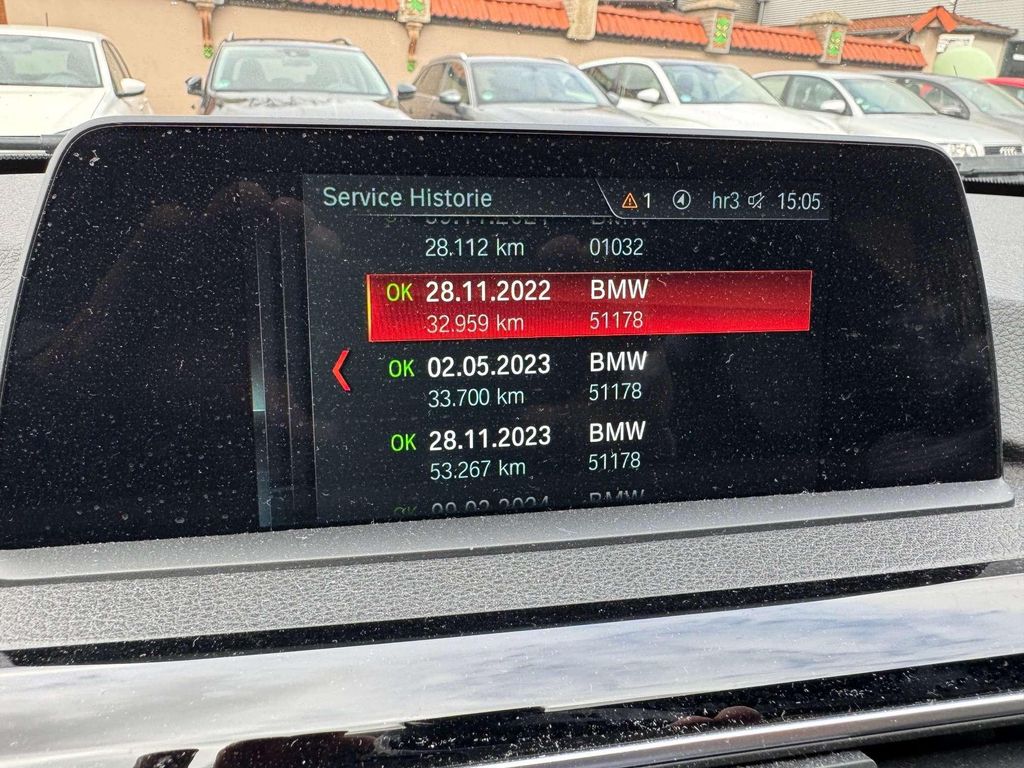 Service Historie
1 hr3 15:05
28.112 km 01032
OK 28.11.2022 BMW
32.959 km 51178
OK 02.05.2023 BMW
33.700 km 51178
OK 28.11.2023 BMW
53.267 km 51178